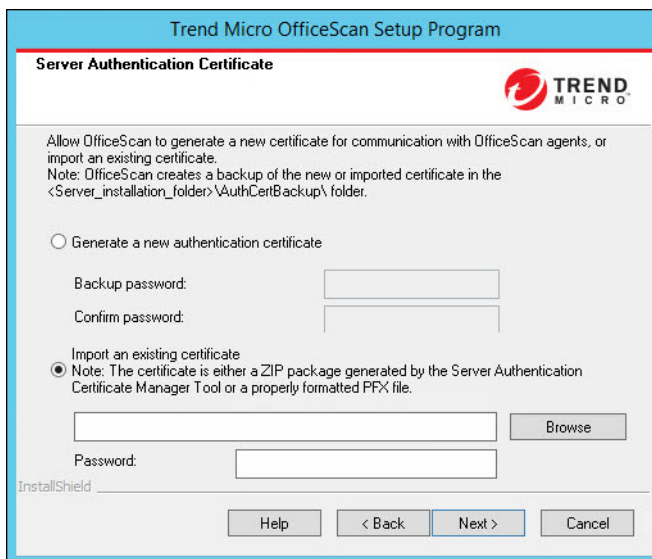 Trend Micro OfficeScan Setup Program
Server Authentication Certificate
TREND
MICRO
Allow OfficeScan to generate a new certificate for communication with OfficeScan agents, or
import an existing certificate.
Note: OfficeScan creates a backup of the new or imported certificate in the
<Server_installation_folder>\AuthCertBackup\ folder.
Generate a new authentication certificate
Backup password:
Confirm password:
Import an existing certificate
Note: The certificate is either a ZIP package generated by the Server Authentication
Certificate Manager Tool or a properly formatted PFX file.
Browse
Password:
InstallShield
Help
< Back
Next >
Cancel